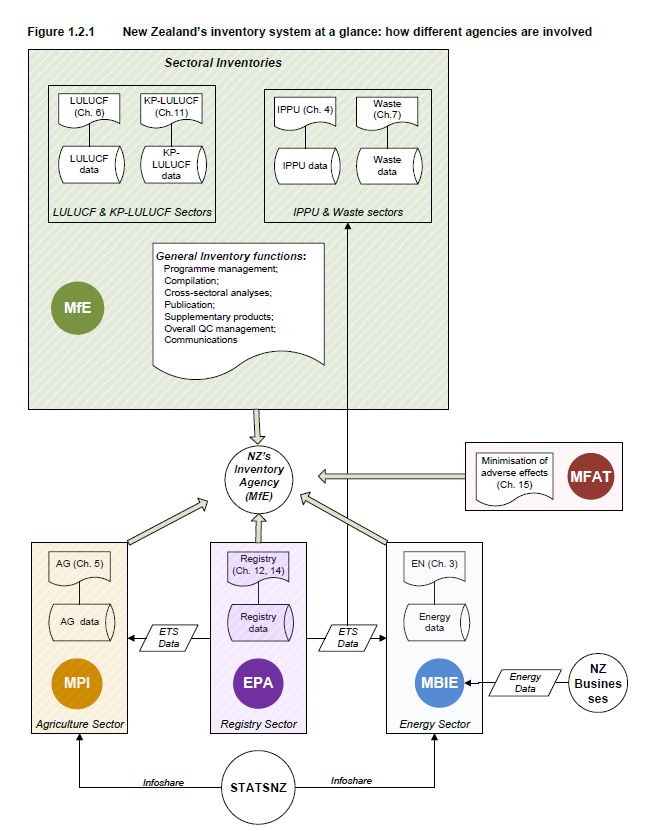 Figure 1.2.1 New Zealand's inventory system at a glance: how different agencies are involved
Sectoral Inventories
LULUCF
(Ch. 6)
KP-LULUCF
(Ch.11)
LULUCF
data
KP-
LULUCF
data
LULUCF & KP-LULUCF Sectors
IPPU (Ch. 4)
Waste
(Ch.7)
IPPU data
Waste
data
IPPU & Waste sectors
General Inventory functions:
Programme management;
Compilation;
Cross-sectoral analyses;
Publication;
Supplementary products;
Overall QC management;
Communications
MfE
NZ's
Inventory
Agency
(MfE)
Minimisation of
adverse effects
(Ch. 15)
MFAT
AG (Ch. 5)
AG data
MPI
Agriculture Sector
ETS
Data
Registry
(Ch. 12, 14)
Registry
data
EPA
Registry Sector
ETS
Data
EN (Ch. 3)
Energy
data
MBIE
Energy Sector
Energy
Data
NZ
Busines
ses
Infoshare
STATSNZ
Infoshare